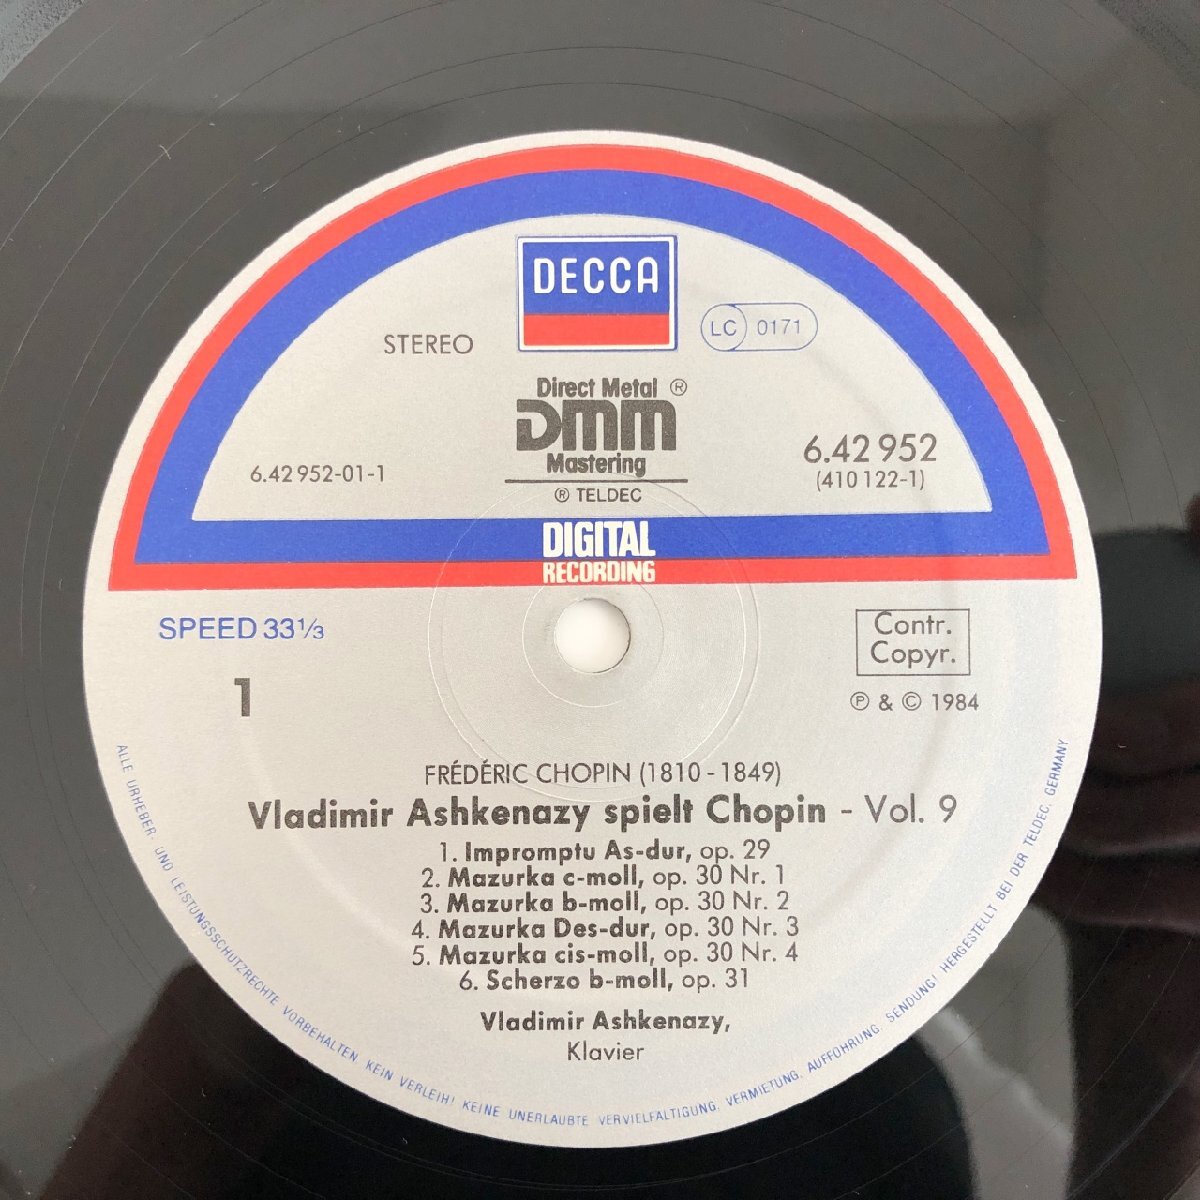 DECCA
STEREO
LC 0171
Direct Metal ®
DMM
Mastering
® TELDEC
6.42952-01-1
6.42 952
(410 122-1)
DIGITAL
RECORDING
SPEED 33 1/3
1
Contr.
Copyr.
℗ & © 1984
FRÉDÉRIC CHOPIN (1810 - 1849)
Vladimir Ashkenazy spielt Chopin - Vol. 9
1. Impromptu As-dur, op. 29
2. Mazurka c-moll, op. 30 Nr. 1
3. Mazurka b-moll, op. 30 Nr. 2
4. Mazurka Des-dur, op. 30 Nr. 3
5. Mazurka cis-moll, op. 30 Nr. 4
6. Scherzo b-moll, op. 31
Vladimir Ashkenazy,
Klavier
ALLE URHEBER- UND LEISTUNGSSCHUTZRECHTE VORBEHALTEN. KEIN VERLEIH! KEINE UNERLAUBTE VERVIELFÄLTIGUNG, VERMIETUNG, AUFFÜHRUNG, SENDUNG! HERGESTELLT BEI DER TELDEC, GERMANY